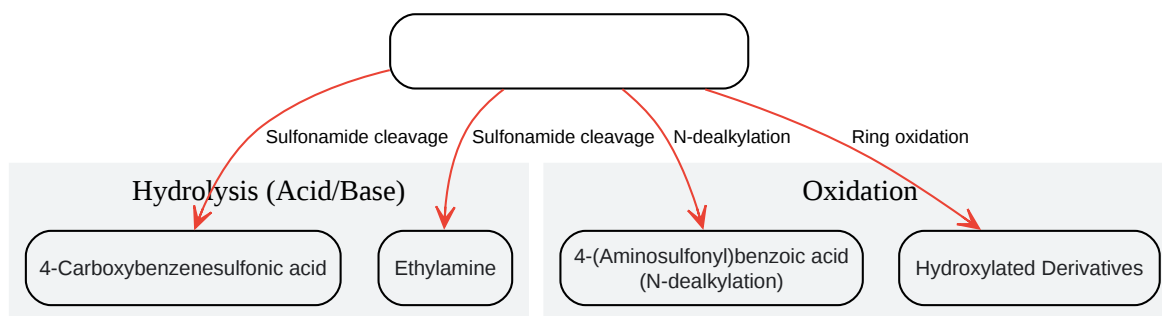 Sulfonamide cleavage
Sulfonamide cleavage
N-dealkylation
Ring oxidation
Hydrolysis (Acid/Base)
Oxidation
4-Carboxybenzenesulfonic acid
Ethylamine
4-(Aminosulfonyl)benzoic acid
(N-dealkylation)
Hydroxylated Derivatives